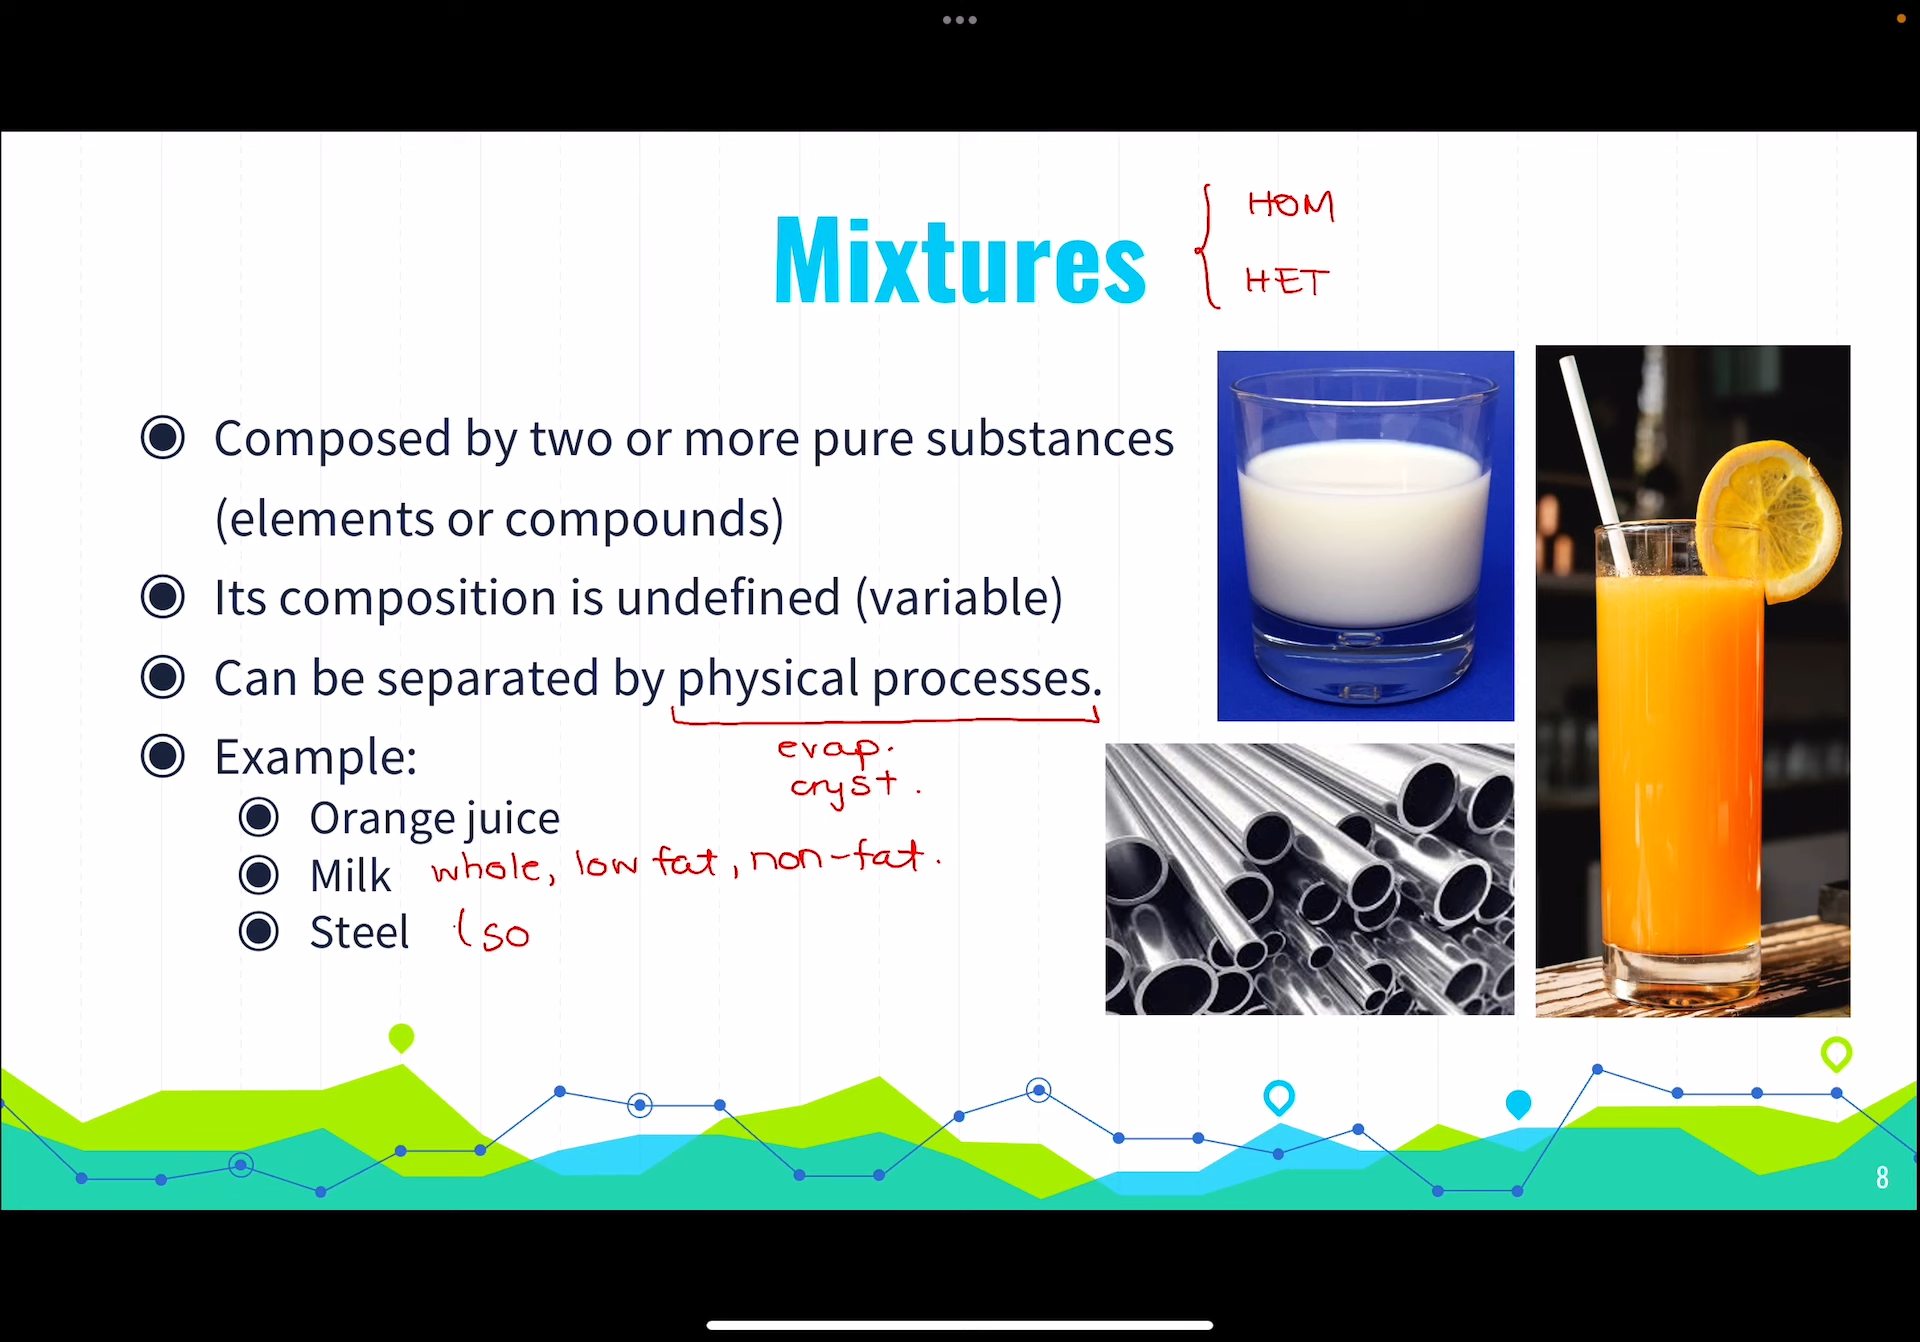 Mixtures
HOM
HET
Composed by two or more pure substances
(elements or compounds)
Its composition is undefined (variable)
Can be separated by physical processes.
evap.
cryst.
Example:
Orange juice
Milk whole, low fat, non-fat.
Steel (so
8